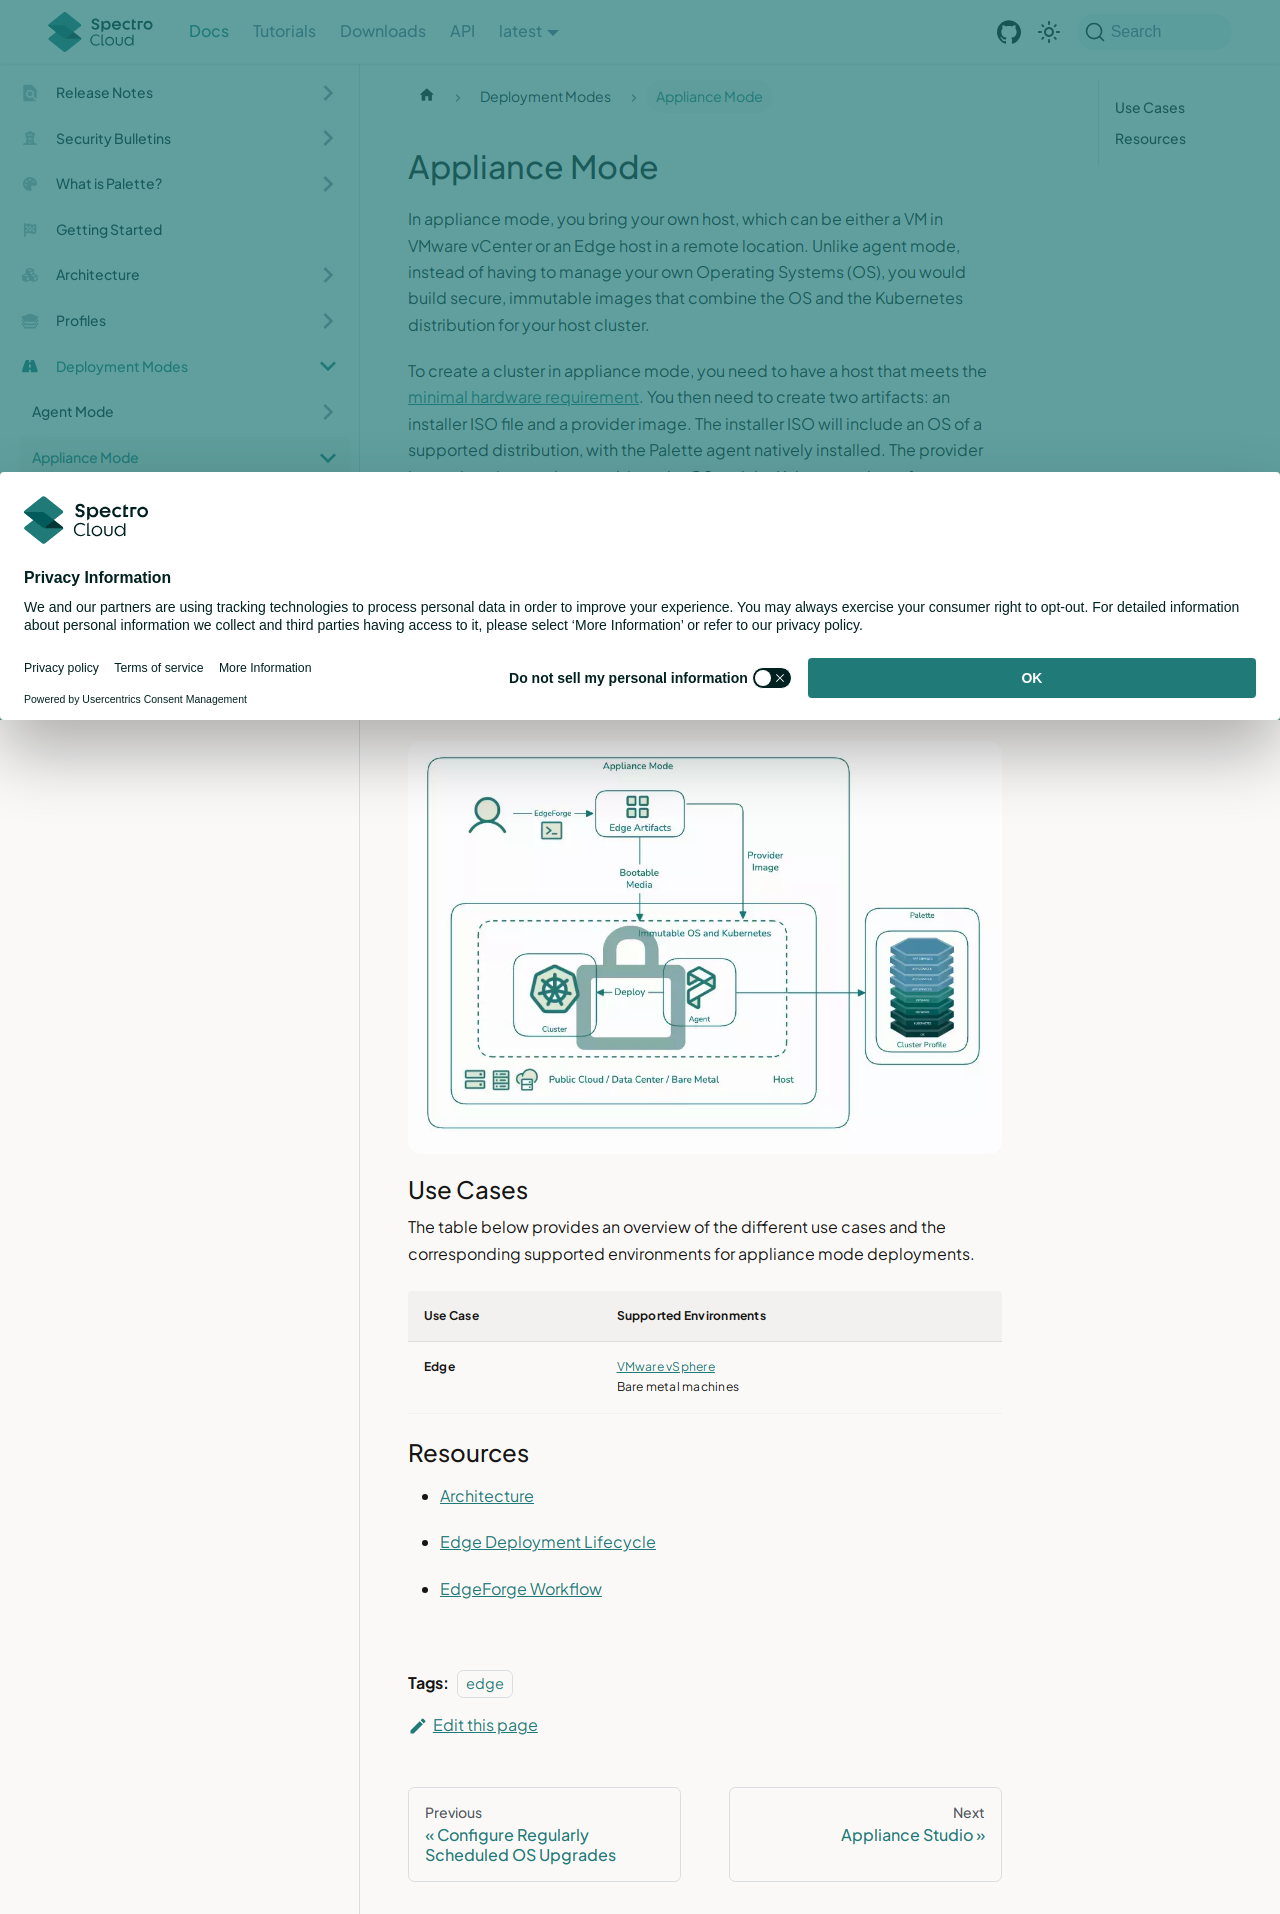 Spectro Cloud
Docs
Tutorials
Downloads
API
latest
Search
Release Notes
Security Bulletins
What is Palette?
Getting Started
Architecture
Profiles
Deployment Modes
Agent Mode
Appliance Mode
Deployment Modes
Appliance Mode
Use Cases
Resources
Appliance Mode
In appliance mode, you bring your own host, which can be either a VM in
VMware vCenter or an Edge host in a remote location. Unlike agent mode,
instead of having to manage your own Operating Systems (OS), you would
build secure, immutable images that combine the OS and the Kubernetes
distribution for your host cluster.
To create a cluster in appliance mode, you need to have a host that meets the
minimal hardware requirement. You then need to create two artifacts: an
installer ISO file and a provider image. The installer ISO will include an OS of a
supported distribution, with the Palette agent natively installed. The provider
Spectro
Cloud
Privacy Information
We and our partners are using tracking technologies to process personal data in order to improve your experience. You may always exercise your consumer right to opt-out. For detailed information
about personal information we collect and third parties having access to it, please select ‘More Information’ or refer to our privacy policy.
Privacy policy
Terms of service
More Information
Powered by Usercentrics Consent Management
Do not sell my personal information
OK
Appliance Mode
EdgeForge
Edge Artifacts
Provider
Image
Bootable
Media
Immutable OS and Kubernetes
Deploy
Cluster
Agent
Public Cloud / Data Center / Bare Metal
Host
Palette
Cluster Profile
Use Cases
The table below provides an overview of the different use cases and the
corresponding supported environments for appliance mode deployments.
Use Case
Supported Environments
Edge
VMware vSphere
Bare metal machines
Resources
Architecture
Edge Deployment Lifecycle
EdgeForge Workflow
Tags: edge
Edit this page
Previous
« Configure Regularly
Scheduled OS Upgrades
Next
Appliance Studio »